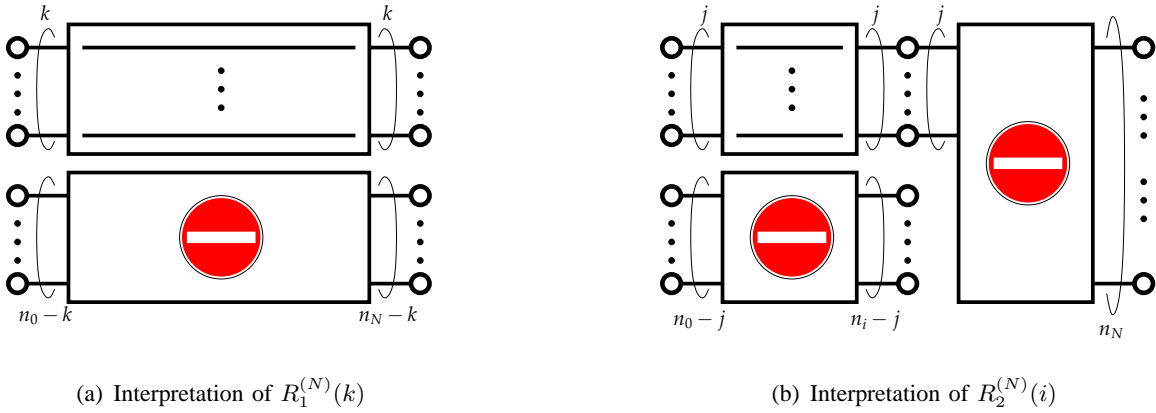 k k
n_0 − k n_N − k
(a) Interpretation of R_1^{(N)}(k)
j j j
n_0 − j n_i − j n_N
(b) Interpretation of R_2^{(N)}(i)